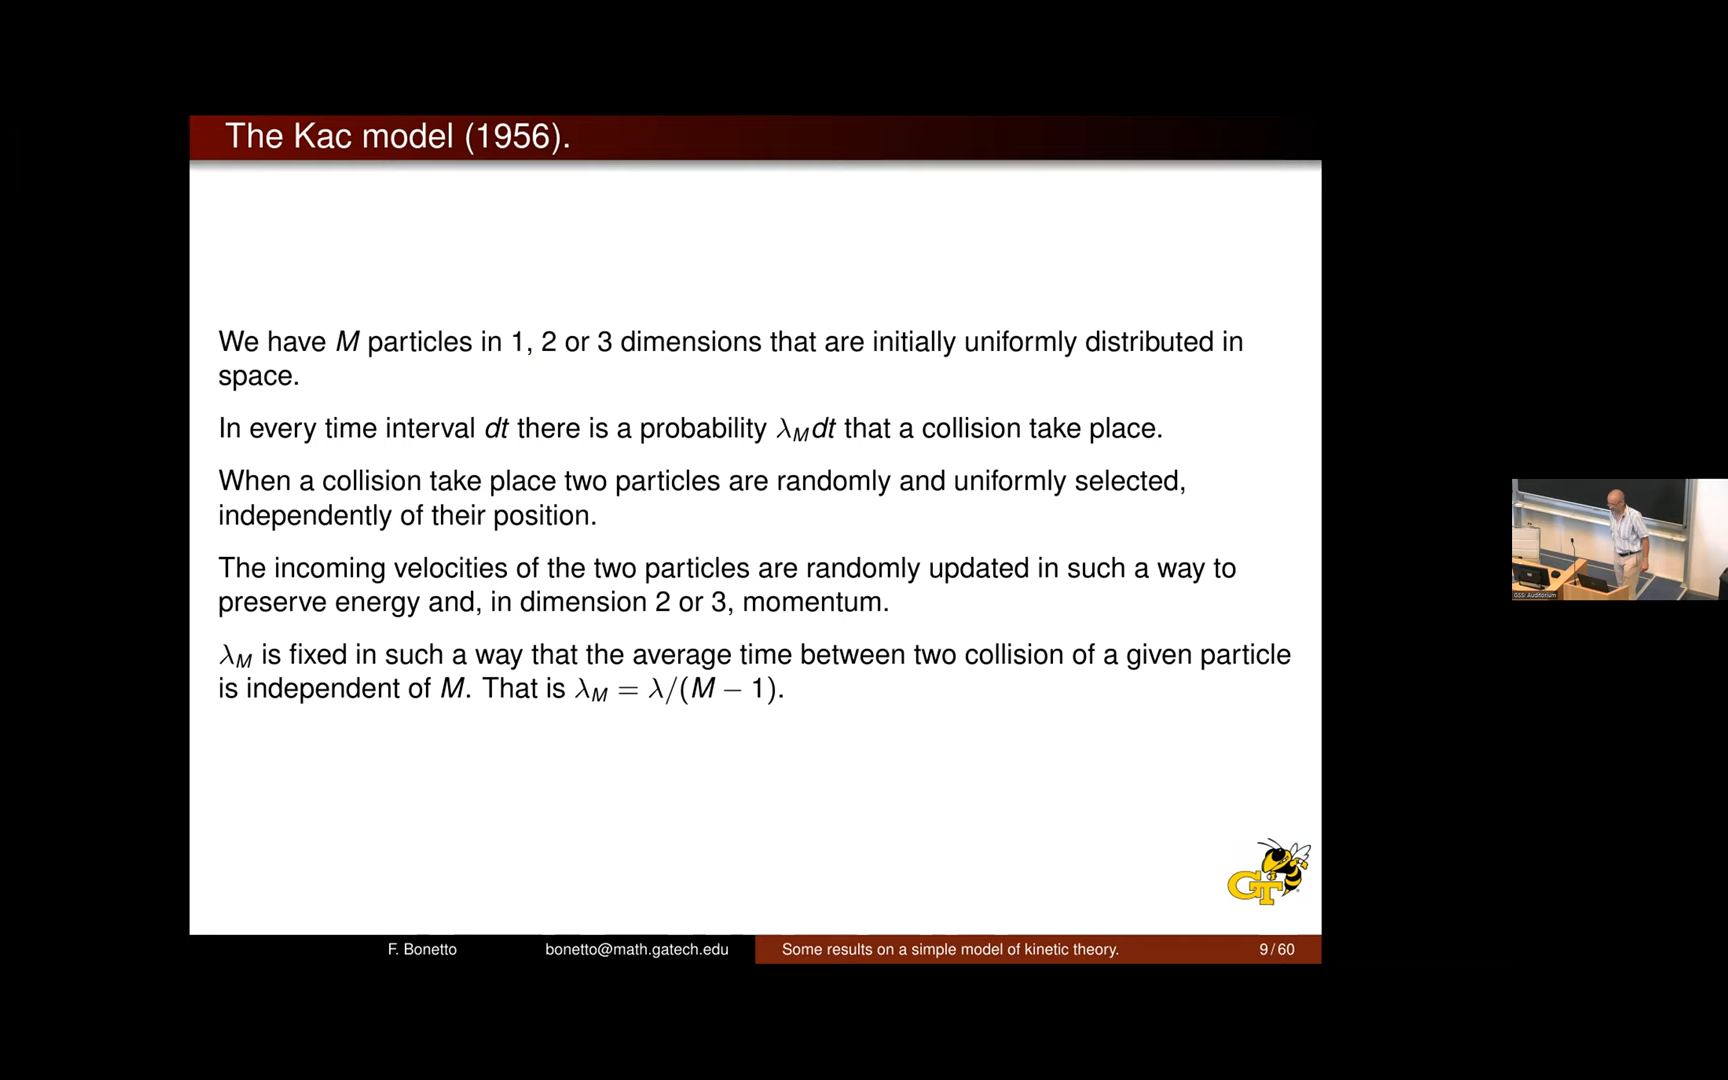 The Kac model (1956).
We have M particles in 1, 2 or 3 dimensions that are initially uniformly distributed in
space.
In every time interval dt there is a probability λ_M dt that a collision take place.
When a collision take place two particles are randomly and uniformly selected,
independently of their position.
The incoming velocities of the two particles are randomly updated in such a way to
preserve energy and, in dimension 2 or 3, momentum.
λ_M is fixed in such a way that the average time between two collision of a given particle
is independent of M. That is λ_M = λ/(M − 1).
GT
F. Bonetto bonetto@math.gatech.edu Some results on a simple model of kinetic theory. 9 / 60
GSSI Auditorium